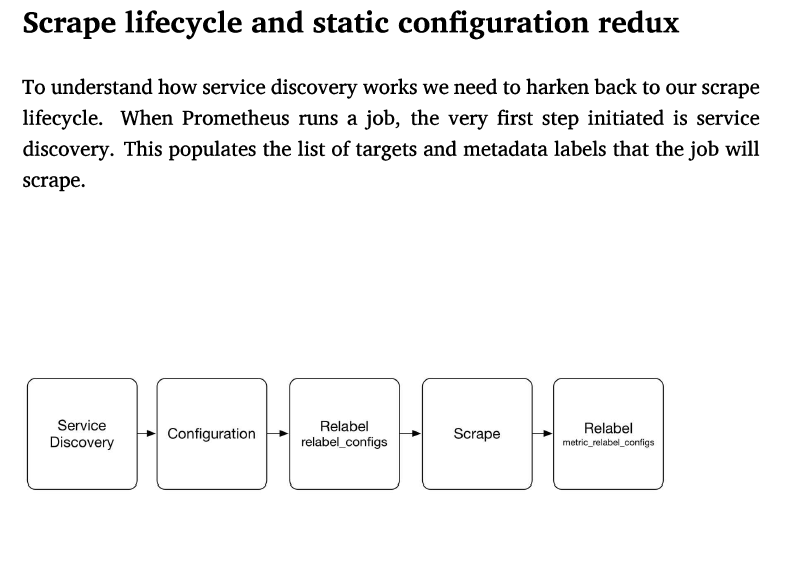 Scrape lifecycle and static configuration redux
To understand how service discovery works we need to harken back to our scrape
lifecycle. When Prometheus runs a job, the very first step initiated is service
discovery. This populates the list of targets and metadata labels that the job will
scrape.
Service
Discovery
Configuration
Relabel
relabel_configs
Scrape
Relabel
metric_relabel_configs